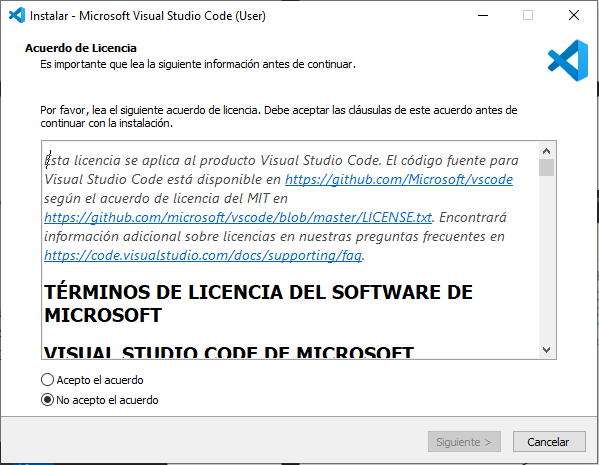 Instalar - Microsoft Visual Studio Code (User)
Acuerdo de Licencia
Es importante que lea la siguiente información antes de continuar.
Por favor, lea el siguiente acuerdo de licencia. Debe aceptar las cláusulas de este acuerdo antes de
continuar con la instalación.
Esta licencia se aplica al producto Visual Studio Code. El código fuente para
Visual Studio Code está disponible en https://github.com/Microsoft/vscode
según el acuerdo de licencia del MIT en
https://github.com/microsoft/vscode/blob/master/LICENSE.txt. Encontrará
información adicional sobre licencias en nuestras preguntas frecuentes en
https://code.visualstudio.com/docs/supporting/faq.
TÉRMINOS DE LICENCIA DEL SOFTWARE DE
MICROSOFT
VISUAL STUDIO CODE DE MICROSOFT
Acepto el acuerdo
No acepto el acuerdo
Siguiente >
Cancelar